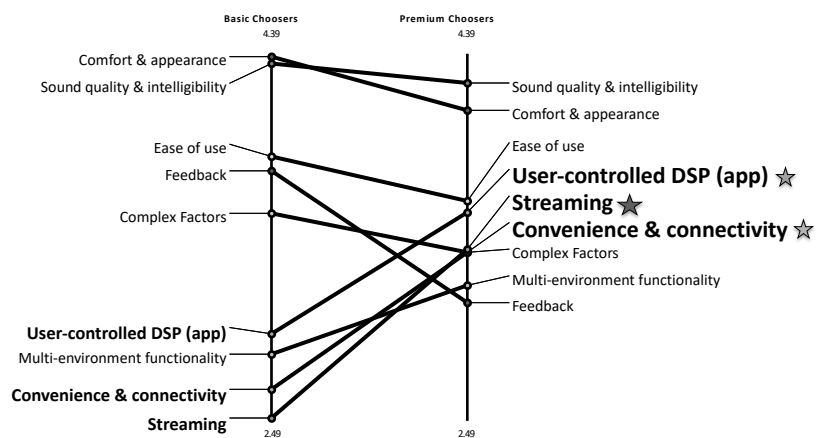 Basic Choosers
Premium Choosers
4.39
4.39
Comfort & appearance
Sound quality & intelligibility
Sound quality & intelligibility
Comfort & appearance
Ease of use
Ease of use
Feedback
User-controlled DSP (app)
Streaming
Complex Factors
Convenience & connectivity
Complex Factors
Multi-environment functionality
Feedback
User-controlled DSP (app)
Multi-environment functionality
Convenience & connectivity
Streaming
2.49
2.49